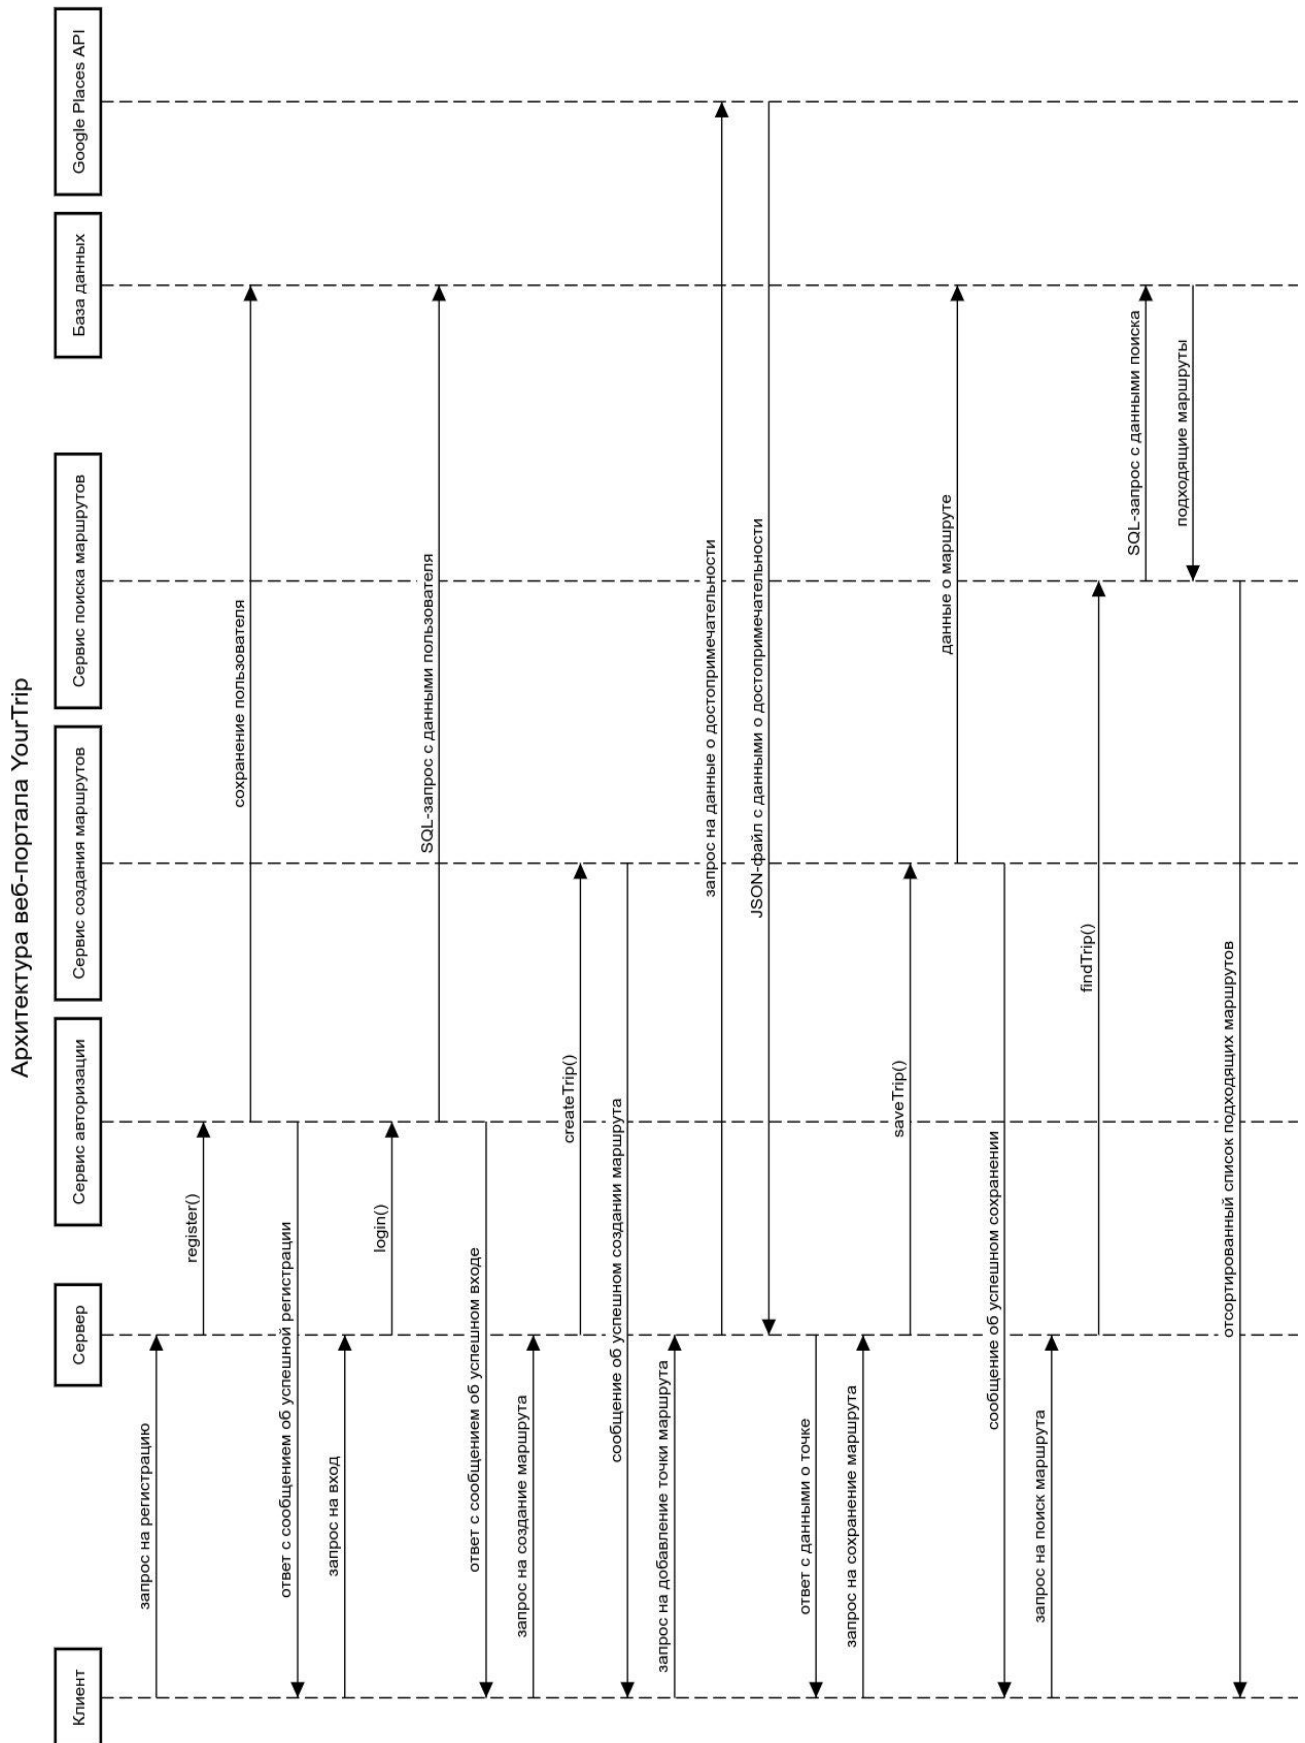 Архитектура веб-портала YourTrip
Клиент
Сервер
Сервис авторизации
Сервис создания маршрутов
Сервис поиска маршрутов
База данных
Google Places API
запрос на регистрацию
register()
сохранение пользователя
ответ с сообщением об успешной регистрации
запрос на вход
login()
SQL-запрос с данными пользователя
ответ с сообщением об успешном входе
запрос на создание маршрута
createTrip()
сообщение об успешном создании маршрута
запрос на добавление точки маршрута
запрос на данные о достопримечательности
JSON-файл с данными о достопримечательности
ответ с данными о точке
запрос на сохранение маршрута
saveTrip()
данные о маршруте
сообщение об успешном сохранении
запрос на поиск маршрута
findTrip()
SQL-запрос с данными поиска
подходящие маршруты
отсортированный список подходящих маршрутов